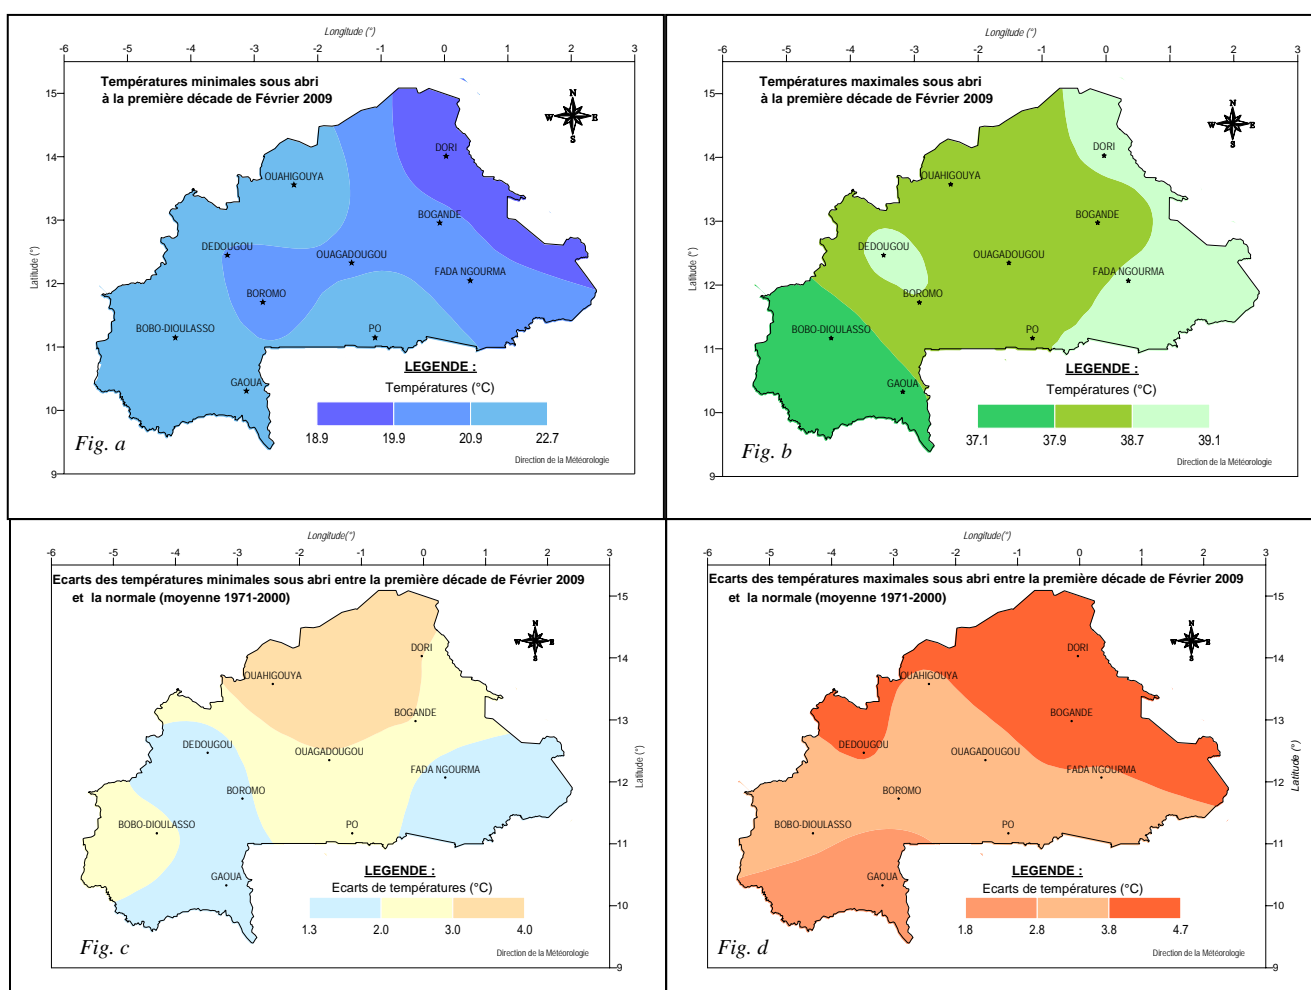 Longitude (°)
-6 -5 -4 -3 -2 -1 0 1 2 3
Températures minimales sous abri
à la première décade de Février 2009
N
W E
S
15
14
13
12
11
10
9
Latitude (°)
DORI
OUAHIGOUYA
BOGANDE
DEDOUGOU
OUAGADOUGOU
FADA NGOURMA
BOROMO
BOBO-DIOULASSO
PO
GAOUA
LEGENDE :
Températures (°C)
18.9 19.9 20.9 22.7
Fig. a
Direction de la Météorologie
Longitude (°)
-6 -5 -4 -3 -2 -1 0 1 2 3
Températures maximales sous abri
à la première décade de Février 2009
N
W E
S
15
14
13
12
11
10
9
Latitude (°)
DORI
OUAHIGOUYA
BOGANDE
DEDOUGOU
OUAGADOUGOU
FADA NGOURMA
BOROMO
BOBO-DIOULASSO
PO
GAOUA
LEGENDE :
Températures (°C)
37.1 37.9 38.7 39.1
Fig. b
Direction de la Météorologie
Longitude(°)
-6 -5 -4 -3 -2 -1 0 1 2 3
Ecarts des températures minimales sous abri entre la première décade de Février 2009
et la normale (moyenne 1971-2000)
N
W E
S
15
14
13
12
11
10
9
Latitude (°)
DORI
OUAHIGOUYA
BOGANDE
DEDOUGOU
OUAGADOUGOU
FADA NGOURMA
BOROMO
BOBO-DIOULASSO
PO
GAOUA
LEGENDE :
Ecarts de températures (°C)
1.3 2.0 3.0 4.0
Fig. c
Direction de la Météorologie
Longitude(°)
-6 -5 -4 -3 -2 -1 0 1 2 3
Ecarts des températures maximales sous abri entre la première décade de Février 2009
et la normale (moyenne 1971-2000)
N
W E
S
15
14
13
12
11
10
9
Latitude (°)
DORI
OUAHIGOUYA
BOGANDE
DEDOUGOU
OUAGADOUGOU
FADA NGOURMA
BOROMO
BOBO-DIOULASSO
PO
GAOUA
LEGENDE :
Ecarts de températures (°C)
1.8 2.8 3.8 4.7
Fig. d
Direction de la Météorologie